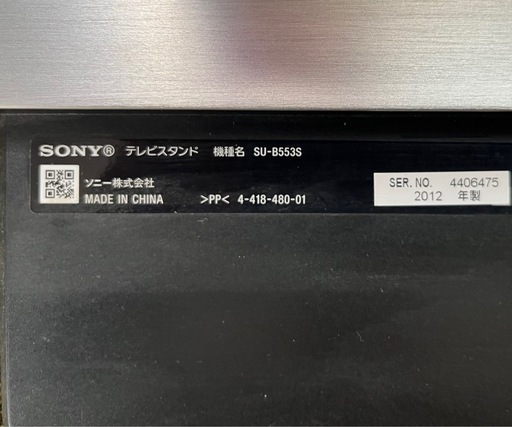 SONY® テレビスタンド 機種名 SU-B553S
ソニー株式会社
MADE IN CHINA >PP< 4-418-480-01
SER. NO. 4406475
2012 年製